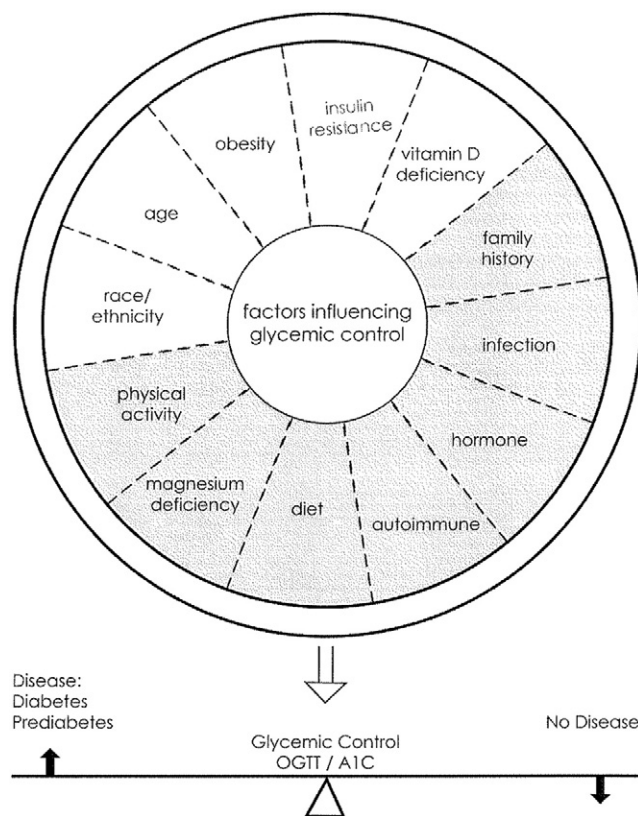 insulin
resistance
vitamin D
deficiency
family
history
infection
hormone
autoimmune
diet
magnesium
deficiency
physical
activity
race/
ethnicity
age
obesity
factors influencing
glycemic control
Disease:
Diabetes
Prediabetes
Glycemic Control
OGTT / A1C
No Disease